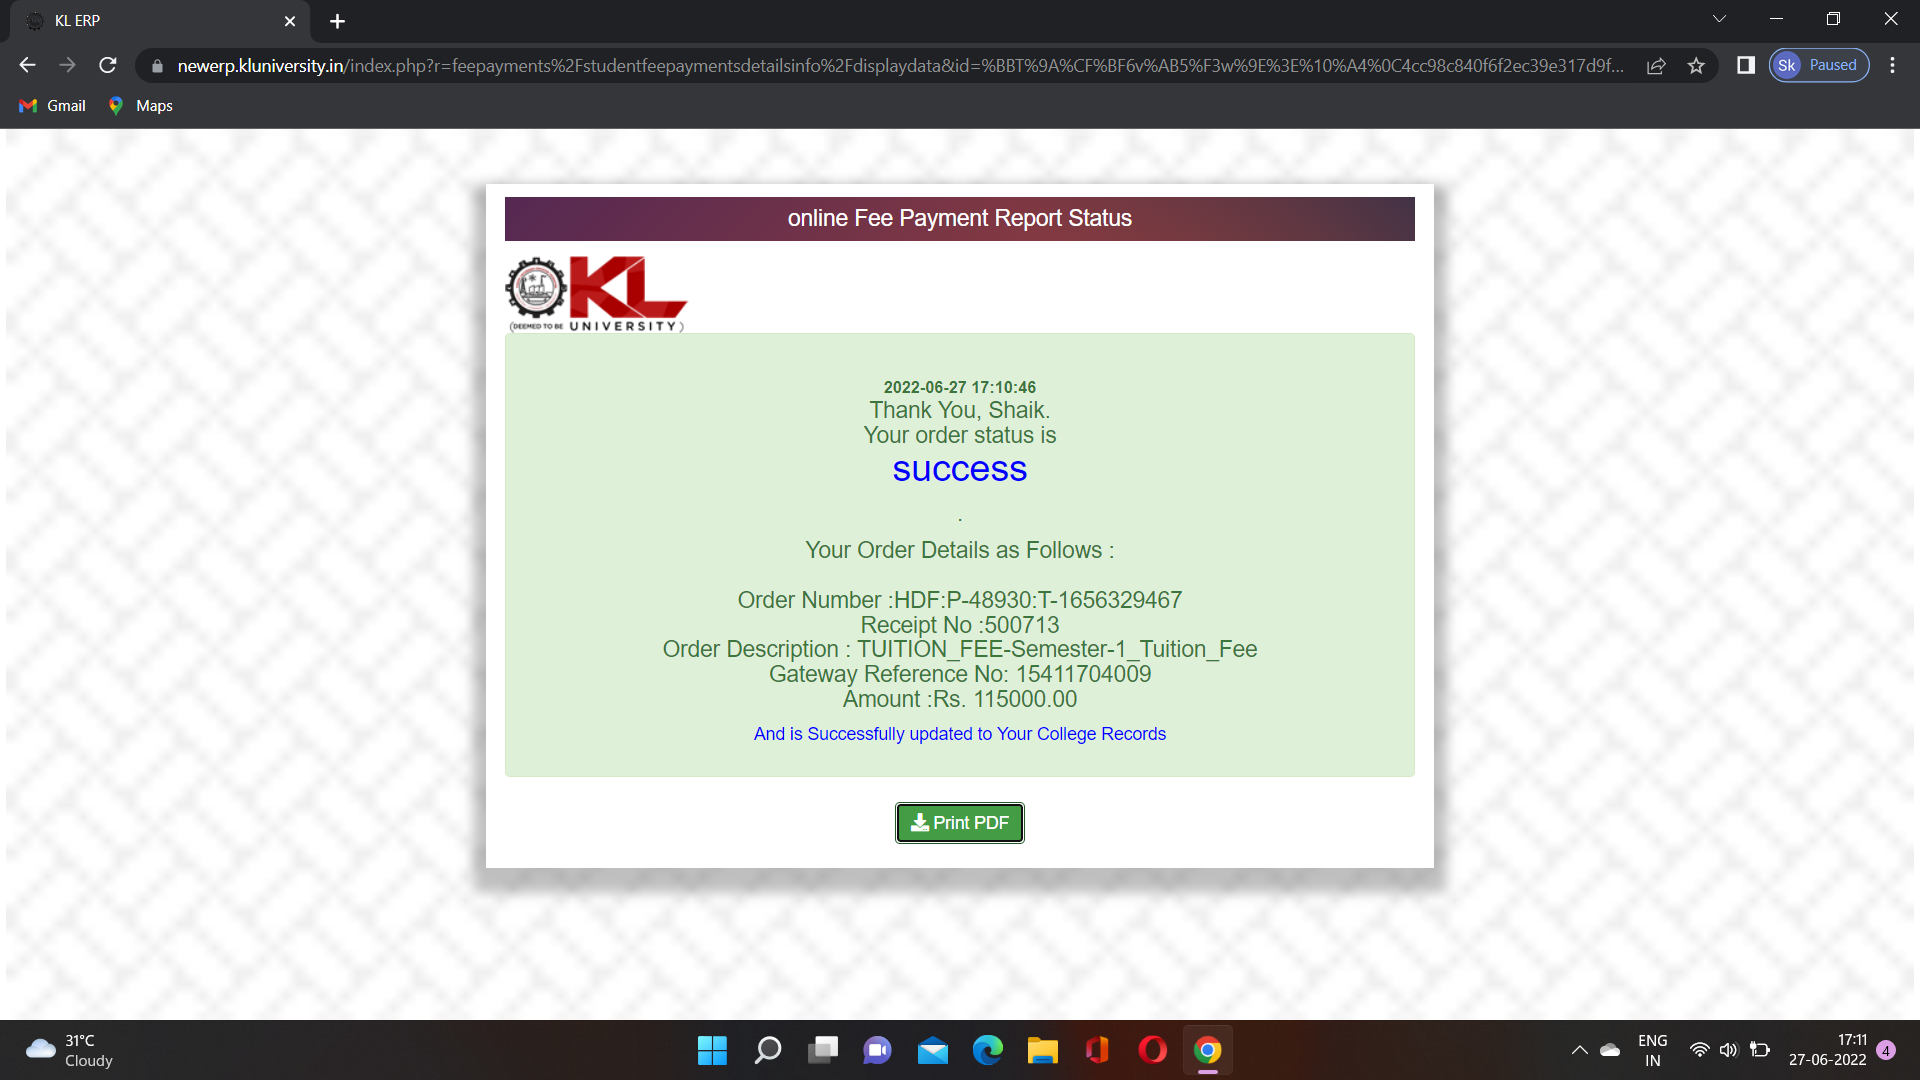 KL ERP
newerp.kluniversity.in/index.php?r=feepayments%2Fstudentfeepaymentsdetailsinfo%2Fdisplaydata&id=%BBT%9A%CF%BF6v%AB5%F3w%9E%3E%10%A4%0C4cc98c840f6f2ec39e317d9f...
Sk Paused
Gmail Maps
online Fee Payment Report Status
KL
(DEEMED TO BE UNIVERSITY)
2022-06-27 17:10:46
Thank You, Shaik.
Your order status is
success
.
Your Order Details as Follows :
Order Number :HDF:P-48930:T-1656329467
Receipt No :500713
Order Description : TUITION_FEE-Semester-1_Tuition_Fee
Gateway Reference No: 15411704009
Amount :Rs. 115000.00
And is Successfully updated to Your College Records
Print PDF
31°C
Cloudy
ENG
IN
17:11
27-06-2022
4